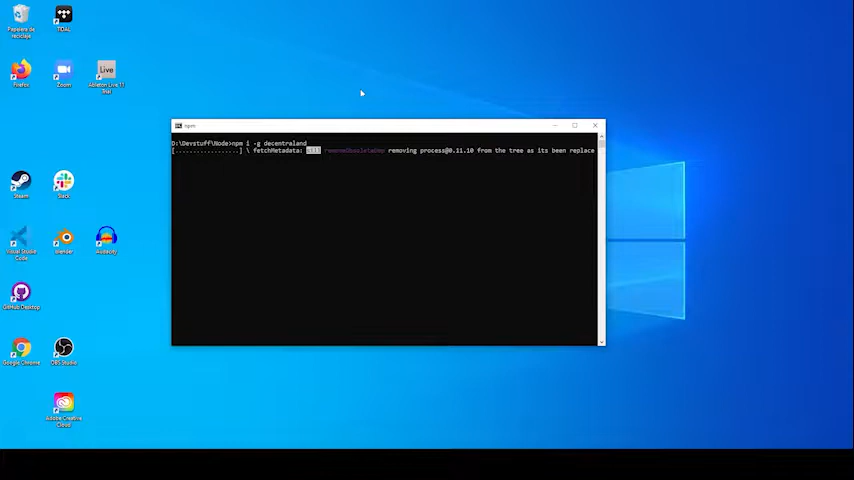 Papelera de
reciclaje
TIDAL
Firefox
Zoom
Live
Ableton Live 11
Trial
Steam
Slack
Visual Studio
Code
blender
Audacity
GitHub Desktop
Google Chrome
OBS Studio
Adobe Creative
Cloud
npm
D:\Devstuff\Node>npm i -g decentraland
[.................] \ fetchMetadata: sill removeObsoleteDep removing process@0.11.10 from the tree as its been replace